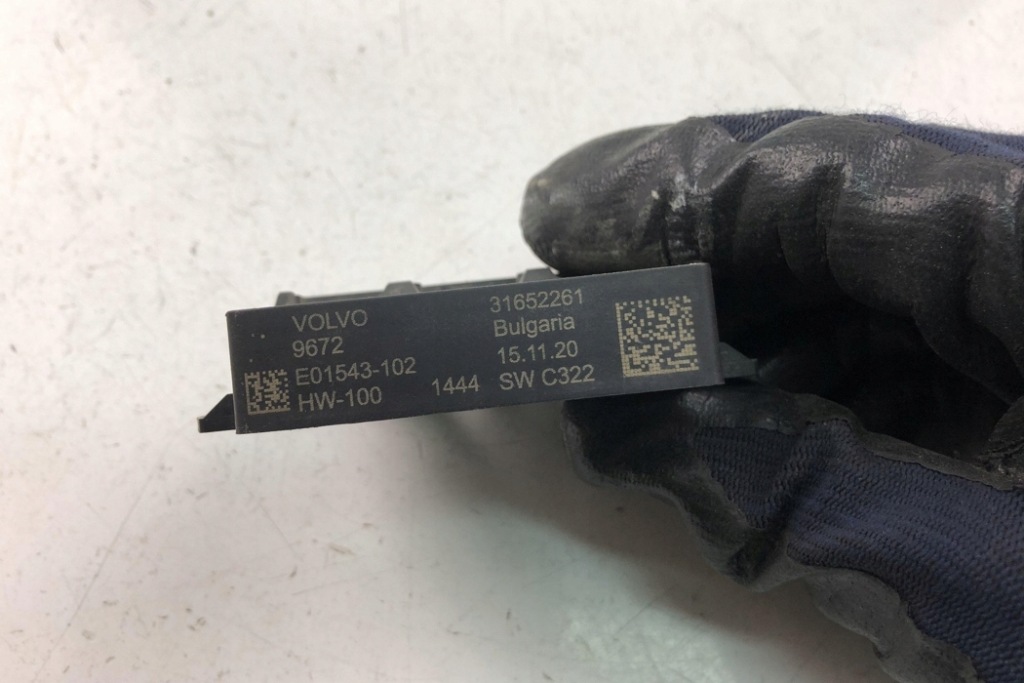 VOLVO
9672
E01543-102
HW-100
31652261
Bulgaria
15.11.20
1444 SW C322